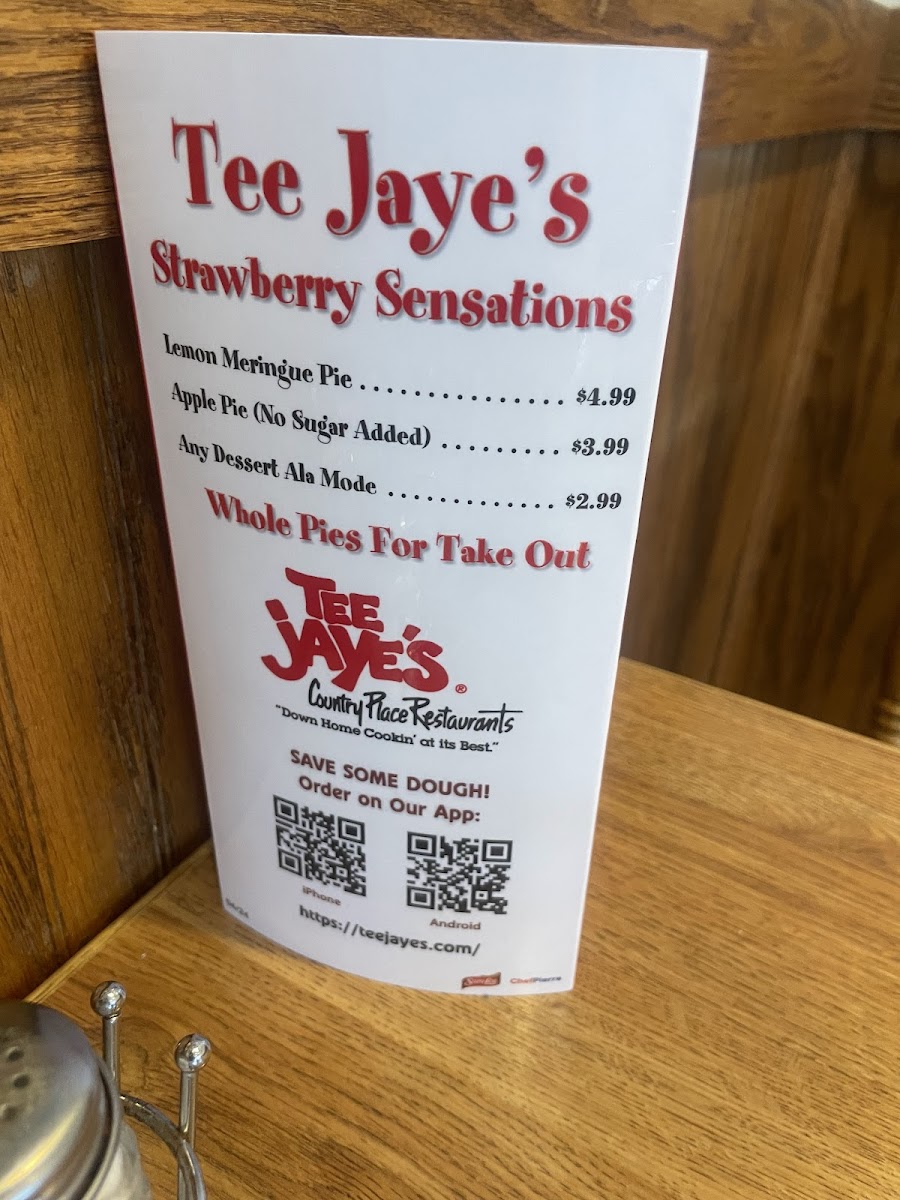 Tee Jaye's
Strawberry Sensations
Lemon Meringue Pie . . . . . . . . . . . . . . . $4.99
Apple Pie (No Sugar Added) . . . . . . . . . $3.99
Any Dessert Ala Mode . . . . . . . . . . . . . $2.99
Whole Pies For Take Out
TEE
JAYE'S®
Country Place Restaurants
"Down Home Cookin' at its Best."
SAVE SOME DOUGH!
Order on Our App:
iPhone
Android
https://teejayes.com/
ChefPierre